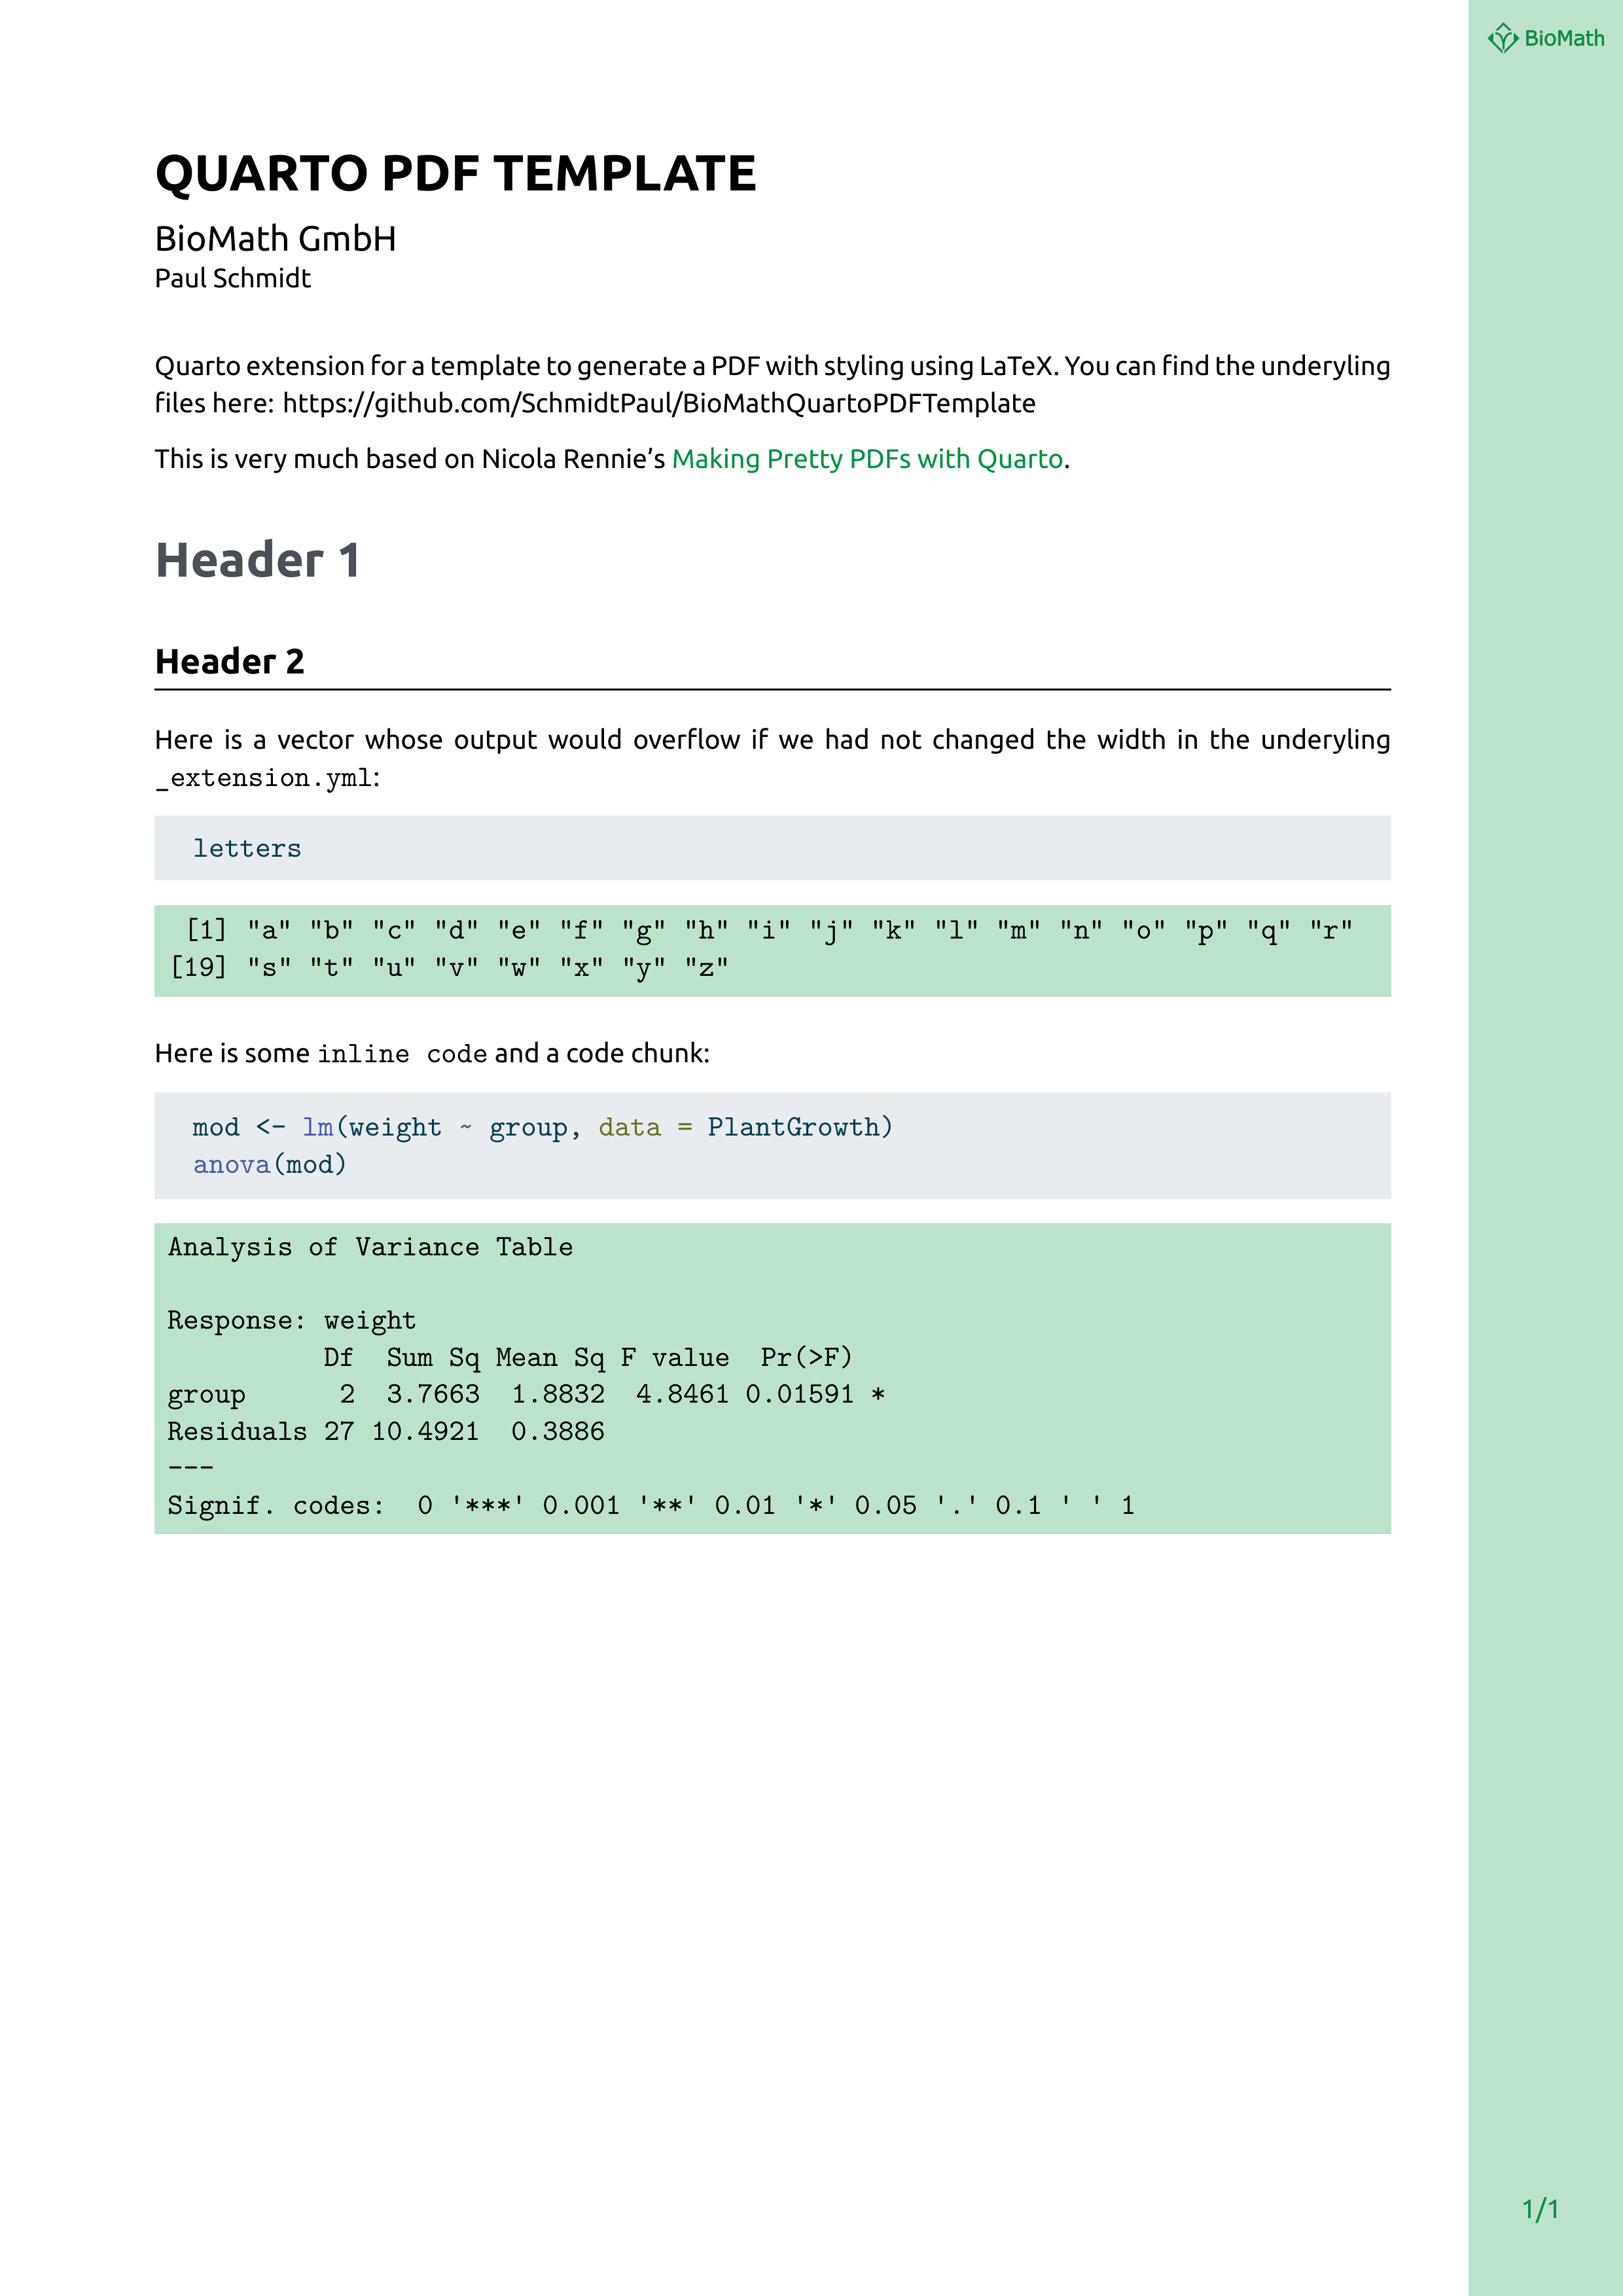 BioMath
QUARTO PDF TEMPLATE
BioMath GmbH
Paul Schmidt
Quarto extension for a template to generate a PDF with styling using LaTeX. You can find the underyling
files here: https://github.com/SchmidtPaul/BioMathQuartoPDFTemplate
This is very much based on Nicola Rennie’s Making Pretty PDFs with Quarto.
Header 1
Header 2
Here is a vector whose output would overflow if we had not changed the width in the underyling
_extension.yml:
letters
 [1] "a" "b" "c" "d" "e" "f" "g" "h" "i" "j" "k" "l" "m" "n" "o" "p" "q" "r"
[19] "s" "t" "u" "v" "w" "x" "y" "z"
Here is some inline code and a code chunk:
mod <- lm(weight ~ group, data = PlantGrowth)
anova(mod)
Analysis of Variance Table
Response: weight
          Df  Sum Sq Mean Sq F value  Pr(>F)
group      2  3.7663  1.8832  4.8461 0.01591 *
Residuals 27 10.4921  0.3886
---
Signif. codes:  0 '***' 0.001 '**' 0.01 '*' 0.05 '.' 0.1 ' ' 1
1/1